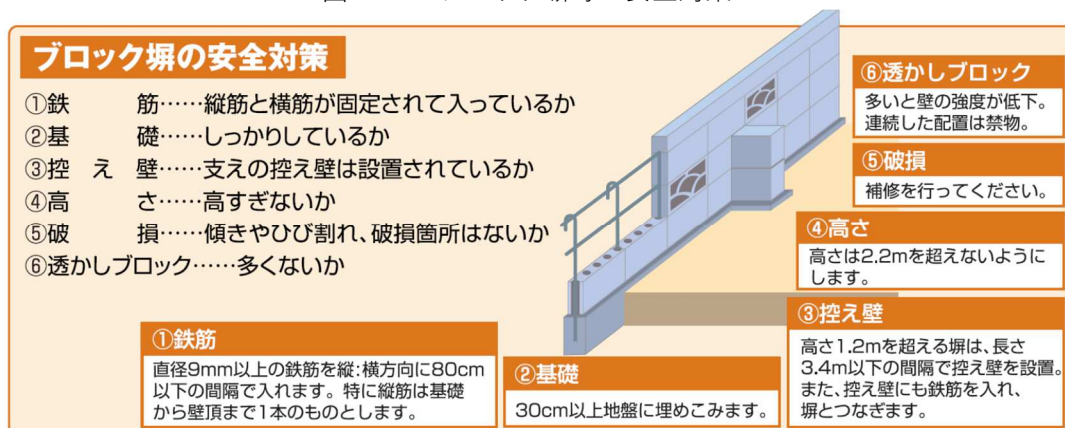 ブロック塀の安全対策
①鉄　　　筋……縦筋と横筋が固定されて入っているか
②基　　　礎……しっかりしているか
③控　え　壁……支えの控え壁は設置されているか
④高　　　さ……高すぎないか
⑤破　　　損……傾きやひび割れ、破損箇所はないか
⑥透かしブロック……多くないか
①鉄筋
直径9mm以上の鉄筋を縦･横方向に80cm
以下の間隔で入れます。特に縦筋は基礎
から壁頂まで1本のものとします。
②基礎
30cm以上地盤に埋めこみます。
③控え壁
高さ1.2mを超える塀は、長さ
3.4m以下の間隔で控え壁を設置。
また、控え壁にも鉄筋を入れ、
塀とつなぎます。
④高さ
高さは2.2mを超えないように
します。
⑤破損
補修を行ってください。
⑥透かしブロック
多いと壁の強度が低下。
連続した配置は禁物。